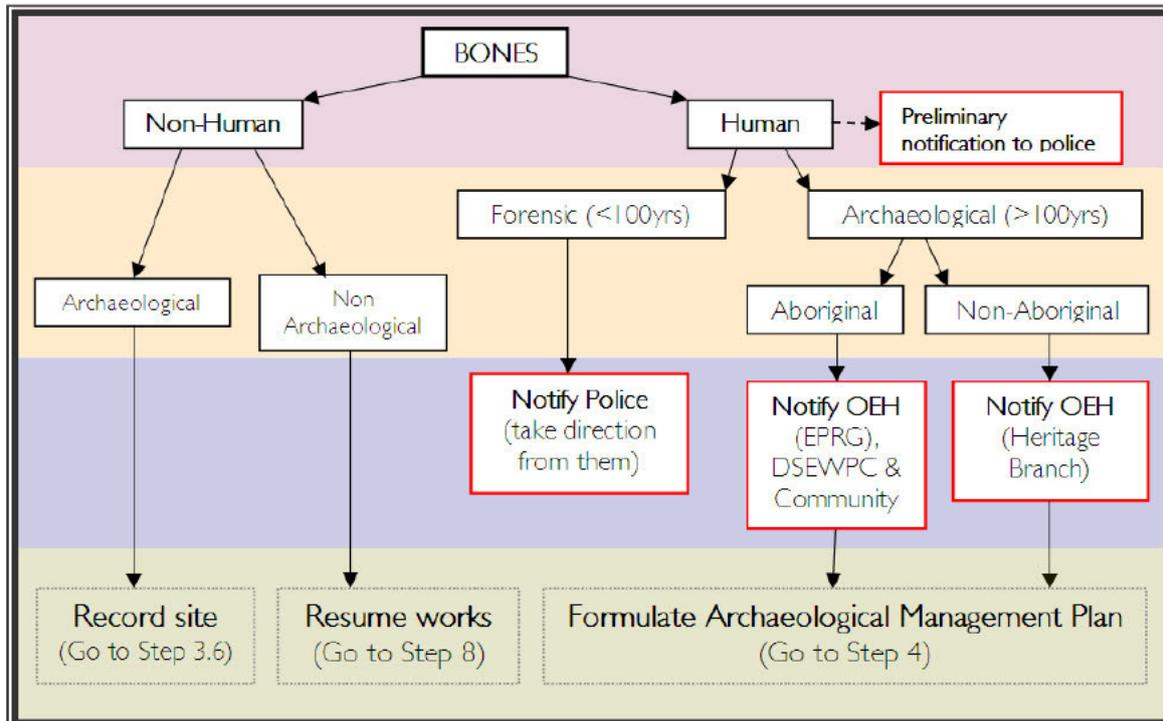 BONES
Non-Human
Human
Preliminary
notification to police
Forensic (<100yrs)
Archaeological (>100yrs)
Archaeological
Non
Archaeological
Aboriginal
Non-Aboriginal
Notify Police
(take direction
from them)
Notify OEH
(EPRG),
DSEWPC &
Community
Notify OEH
(Heritage
Branch)
Record site
(Go to Step 3.6)
Resume works
(Go to Step 8)
Formulate Archaeological Management Plan
(Go to Step 4)